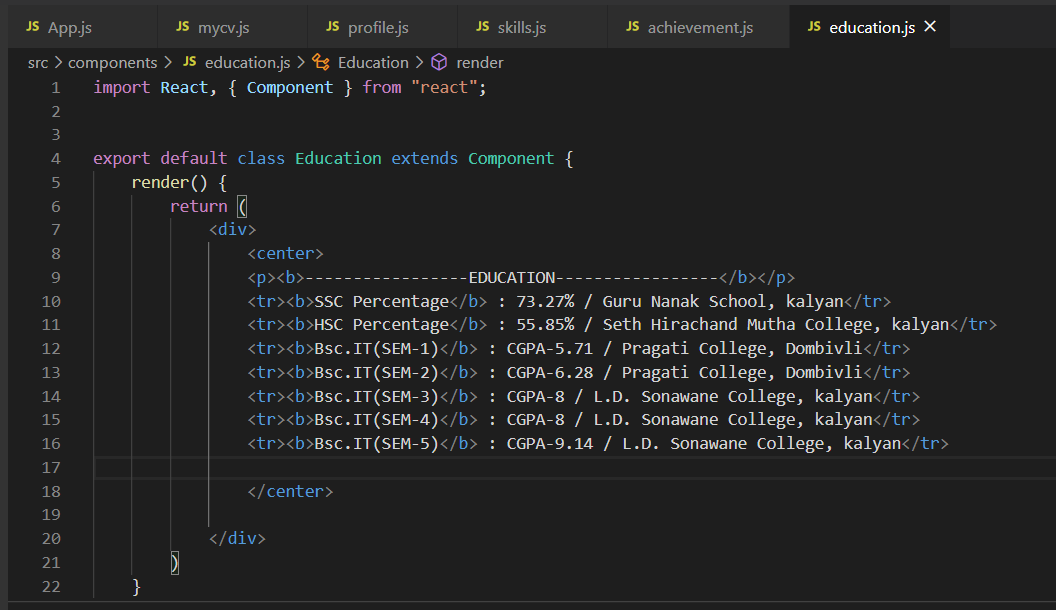 JS App.js JS mycv.js JS profile.js JS skills.js JS achievement.js JS education.js
src > components > JS education.js > Education > render
1 import React, { Component } from "react";
2
3
4 export default class Education extends Component {
5 render() {
6 return (
7 <div>
8 <center>
9 <p><b>-----------------EDUCATION-----------------</b></p>
10 <tr><b>SSC Percentage</b> : 73.27% / Guru Nanak School, kalyan</tr>
11 <tr><b>HSC Percentage</b> : 55.85% / Seth Hirachand Mutha College, kalyan</tr>
12 <tr><b>Bsc.IT(SEM-1)</b> : CGPA-5.71 / Pragati College, Dombivli</tr>
13 <tr><b>Bsc.IT(SEM-2)</b> : CGPA-6.28 / Pragati College, Dombivli</tr>
14 <tr><b>Bsc.IT(SEM-3)</b> : CGPA-8 / L.D. Sonawane College, kalyan</tr>
15 <tr><b>Bsc.IT(SEM-4)</b> : CGPA-8 / L.D. Sonawane College, kalyan</tr>
16 <tr><b>Bsc.IT(SEM-5)</b> : CGPA-9.14 / L.D. Sonawane College, kalyan</tr>
17
18 </center>
19
20 </div>
21 )
22 }